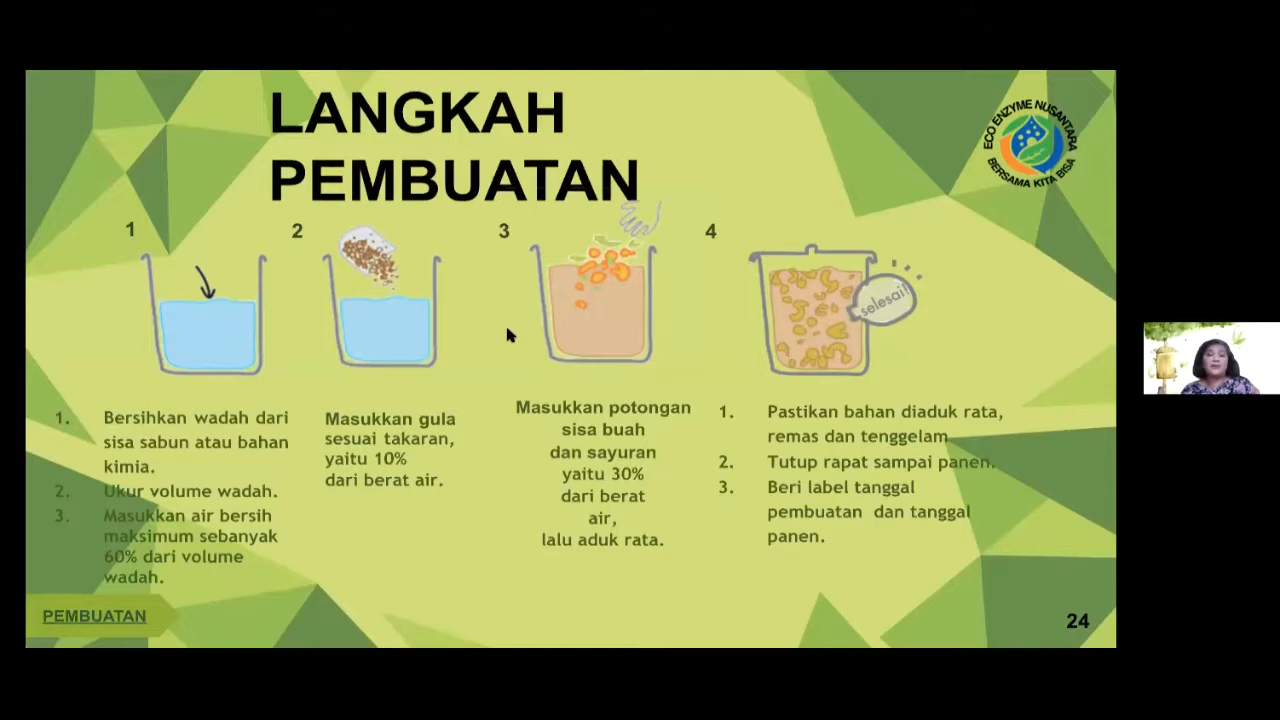 LANGKAH
PEMBUATAN
ECO ENZYME NUSANTARA
BERSAMA KITA BISA
1
2
3
4
selesai!
1. Bersihkan wadah dari
sisa sabun atau bahan
kimia.
2. Ukur volume wadah.
3. Masukkan air bersih
maksimum sebanyak
60% dari volume
wadah.
Masukkan gula
sesuai takaran,
yaitu 10%
dari berat air.
Masukkan potongan
sisa buah
dan sayuran
yaitu 30%
dari berat
air,
lalu aduk rata.
1. Pastikan bahan diaduk rata,
remas dan tenggelam
2. Tutup rapat sampai panen.
3. Beri label tanggal
pembuatan dan tanggal
panen.
PEMBUATAN
24